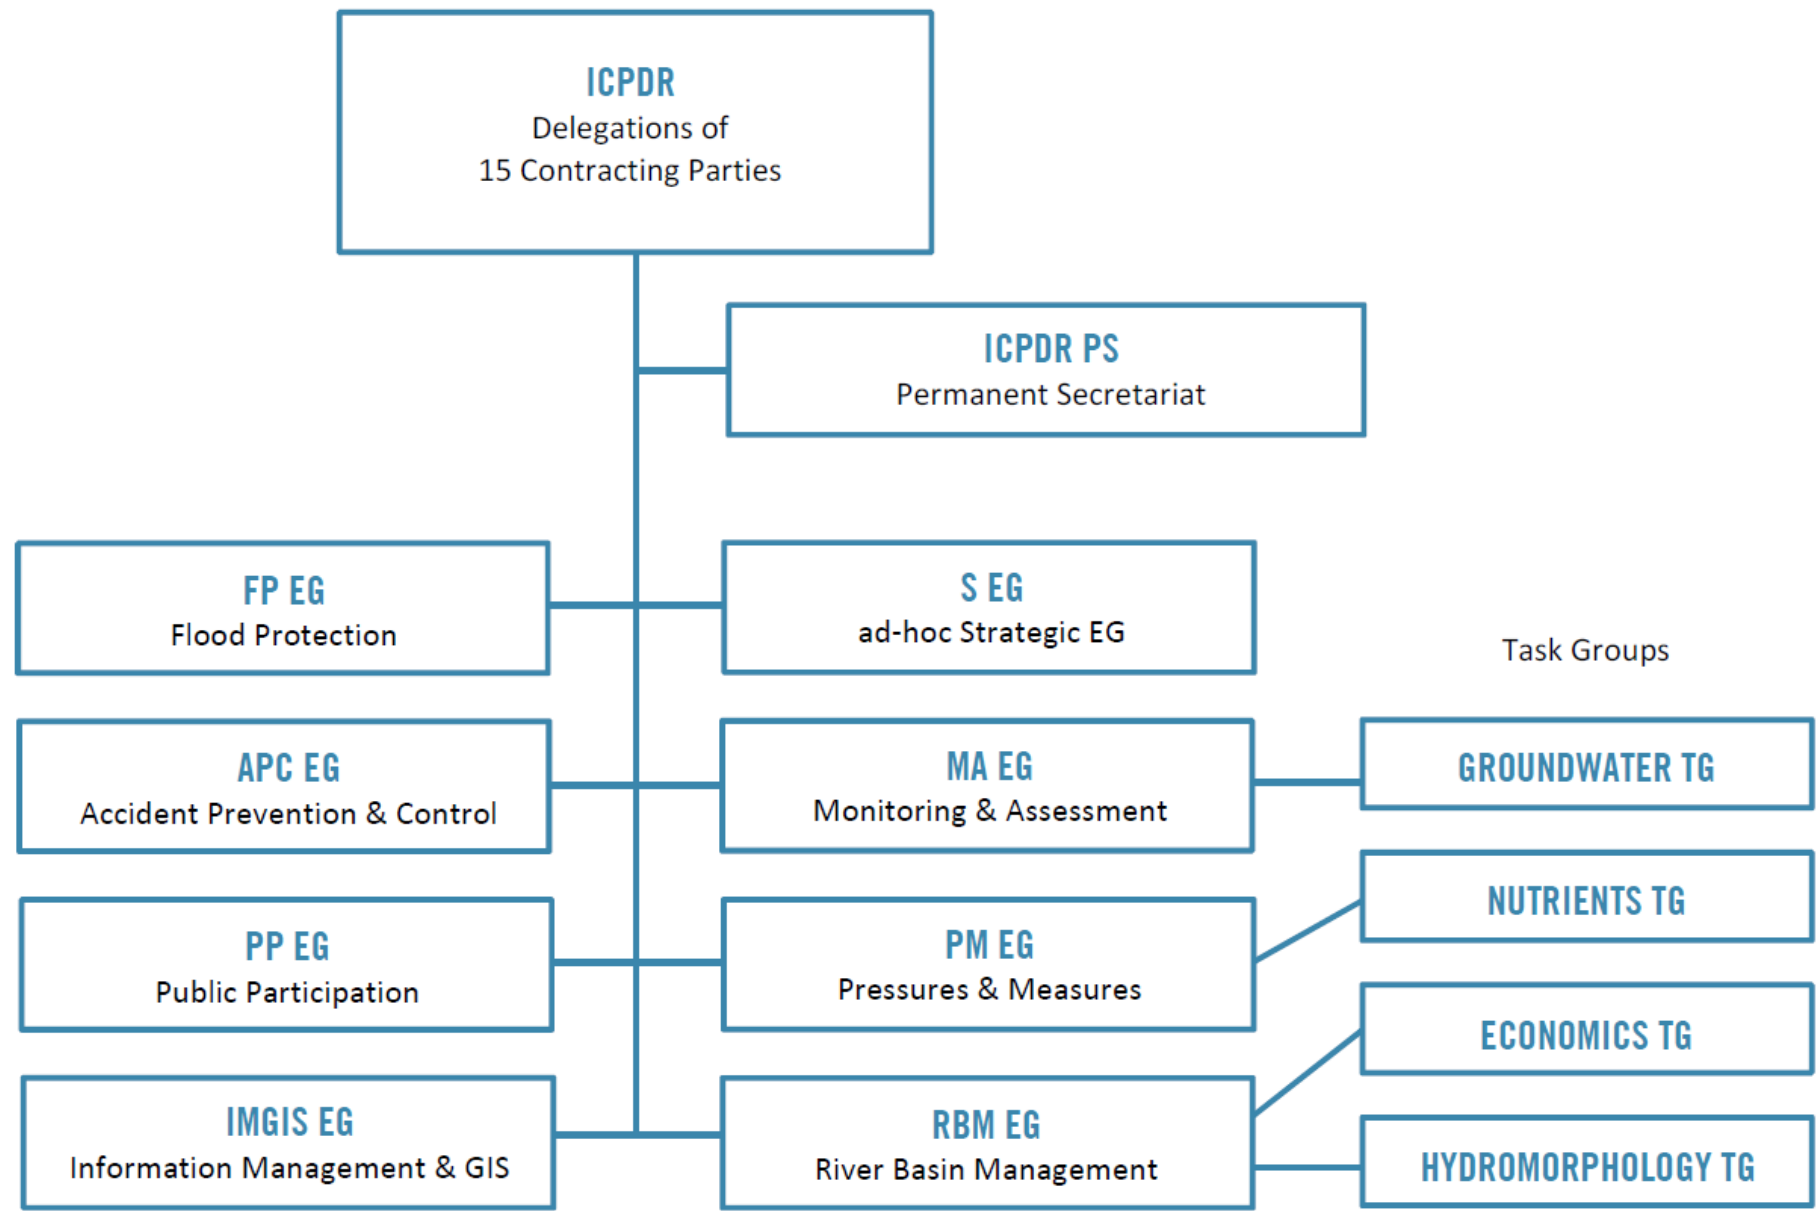 ICPDR
Delegations of
15 Contracting Parties
ICPDR PS
Permanent Secretariat
FP EG
Flood Protection
S EG
ad-hoc Strategic EG
Task Groups
APC EG
Accident Prevention & Control
MA EG
Monitoring & Assessment
GROUNDWATER TG
NUTRIENTS TG
PP EG
Public Participation
PM EG
Pressures & Measures
ECONOMICS TG
IMGIS EG
Information Management & GIS
RBM EG
River Basin Management
HYDROMORPHOLOGY TG